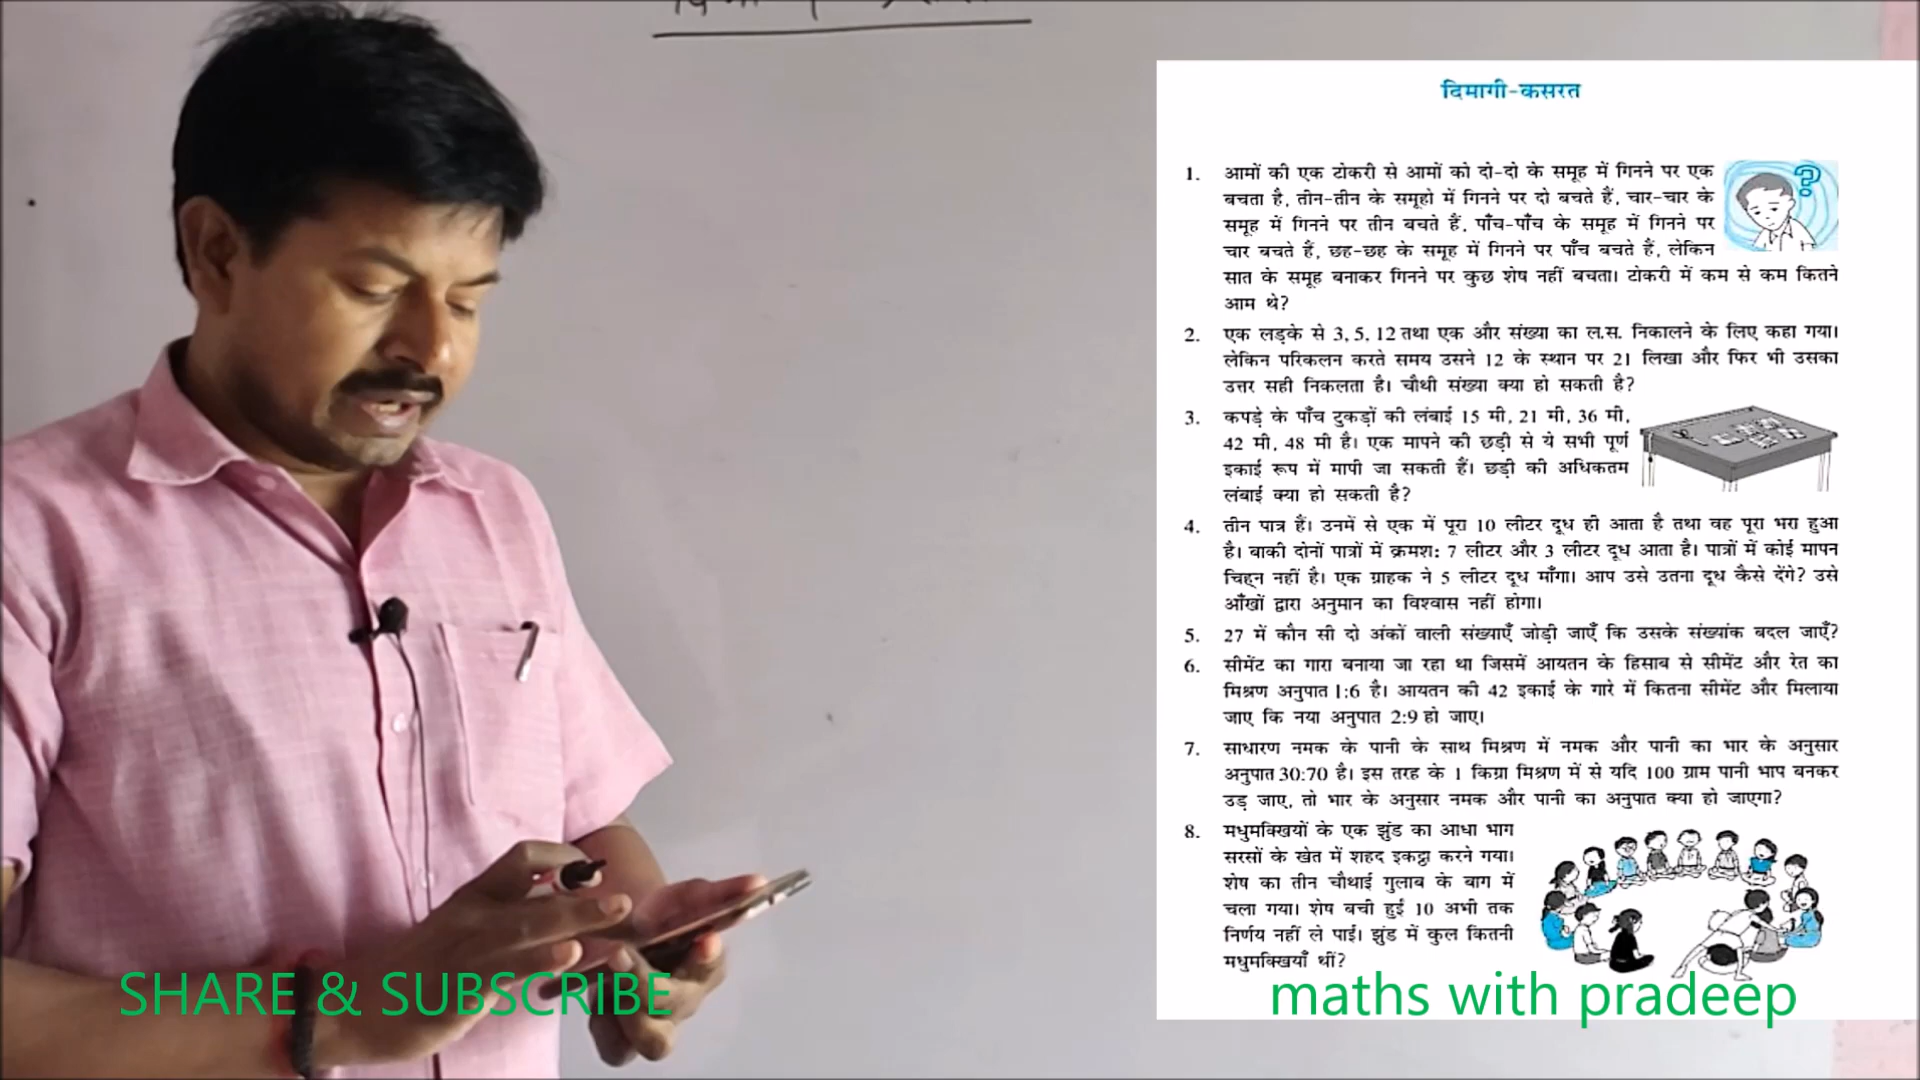 दिमागी-कसरत
1. आमों की एक टोकरी से आमों को दो-दो के समूह में गिनने पर एक
बचता है, तीन-तीन के समूहो में गिनने पर दो बचते हैं, चार-चार के
समूह में गिनने पर तीन बचते हैं, पाँच-पाँच के समूह में गिनने पर
चार बचते हैं, छह-छह के समूह में गिनने पर पाँच बचते हैं, लेकिन
सात के समूह बनाकर गिनने पर कुछ शेष नहीं बचता। टोकरी में कम से कम कितने
आम थे?
2. एक लड़के से 3, 5, 12 तथा एक और संख्या का ल.स. निकालने के लिए कहा गया।
लेकिन परिकलन करते समय उसने 12 के स्थान पर 21 लिखा और फिर भी उसका
उत्तर सही निकलता है। चौथी संख्या क्या हो सकती है?
3. कपड़े के पाँच टुकड़ों की लंबाई 15 मी, 21 मी, 36 मी,
42 मी, 48 मी है। एक मापने की छड़ी से ये सभी पूर्ण
इकाई रूप में मापी जा सकती हैं। छड़ी की अधिकतम
लंबाई क्या हो सकती है?
4. तीन पात्र हैं। उनमें से एक में पूरा 10 लीटर दूध ही आता है तथा वह पूरा भरा हुआ
है। बाकी दोनों पात्रों में क्रमश: 7 लीटर और 3 लीटर दूध आता है। पात्रों में कोई मापन
चिह्न नहीं है। एक ग्राहक ने 5 लीटर दूध माँगा। आप उसे उतना दूध कैसे देंगे? उसे
आँखों द्वारा अनुमान का विश्वास नहीं होगा।
5. 27 में कौन सी दो अंकों वाली संख्याएँ जोड़ी जाएँ कि उसके संख्यांक बदल जाएँ?
6. सीमेंट का गारा बनाया जा रहा था जिसमें आयतन के हिसाब से सीमेंट और रेत का
मिश्रण अनुपात 1:6 है। आयतन की 42 इकाई के गारे में कितना सीमेंट और मिलाया
जाए कि नया अनुपात 2:9 हो जाए।
7. साधारण नमक के पानी के साथ मिश्रण में नमक और पानी का भार के अनुसार
अनुपात 30:70 है। इस तरह के 1 किग्रा मिश्रण में से यदि 100 ग्राम पानी भाप बनकर
उड़ जाए, तो भार के अनुसार नमक और पानी का अनुपात क्या हो जाएगा?
8. मधुमक्खियों के एक झुंड का आधा भाग
सरसों के खेत में शहद इकट्ठा करने गया।
शेष का तीन चौथाई गुलाब के बाग में
चला गया। शेष बची हुई 10 अभी तक
निर्णय नहीं ले पाई। झुंड में कुल कितनी
मधुमक्खियाँ थीं?
SHARE & SUBSCRIBE
maths with pradeep